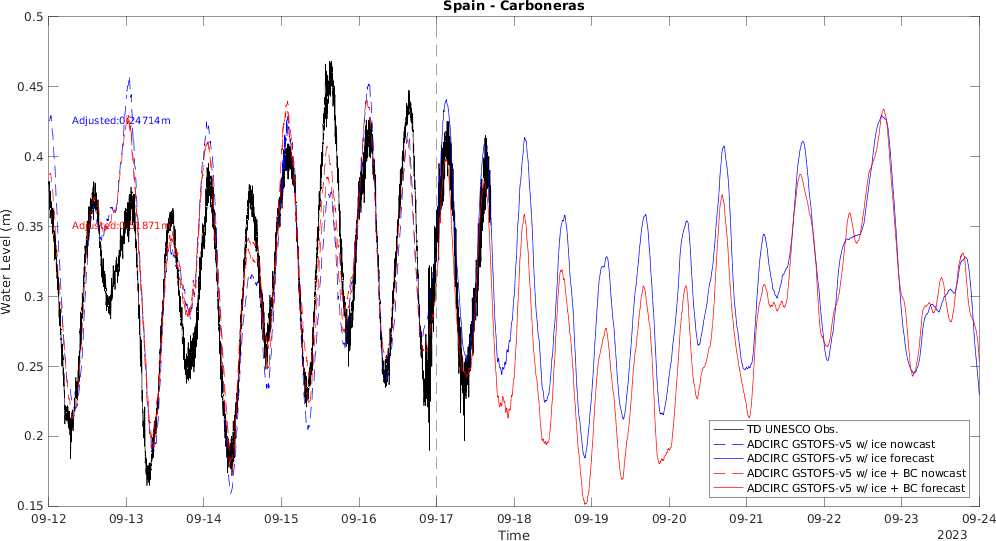 Spain - Carboneras
0.5
0.45
0.4
0.35
0.3
0.25
0.2
0.15
Water Level (m)
Adjusted:0.24714m
TD UNESCO Obs.
ADCIRC GSTOFS-v5 w/ ice nowcast
ADCIRC GSTOFS-v5 w/ ice forecast
ADCIRC GSTOFS-v5 w/ ice + BC nowcast
ADCIRC GSTOFS-v5 w/ ice + BC forecast
09-12 09-13 09-14 09-15 09-16 09-17 09-18 09-19 09-20 09-21 09-22 09-23 09-24
Time
2023